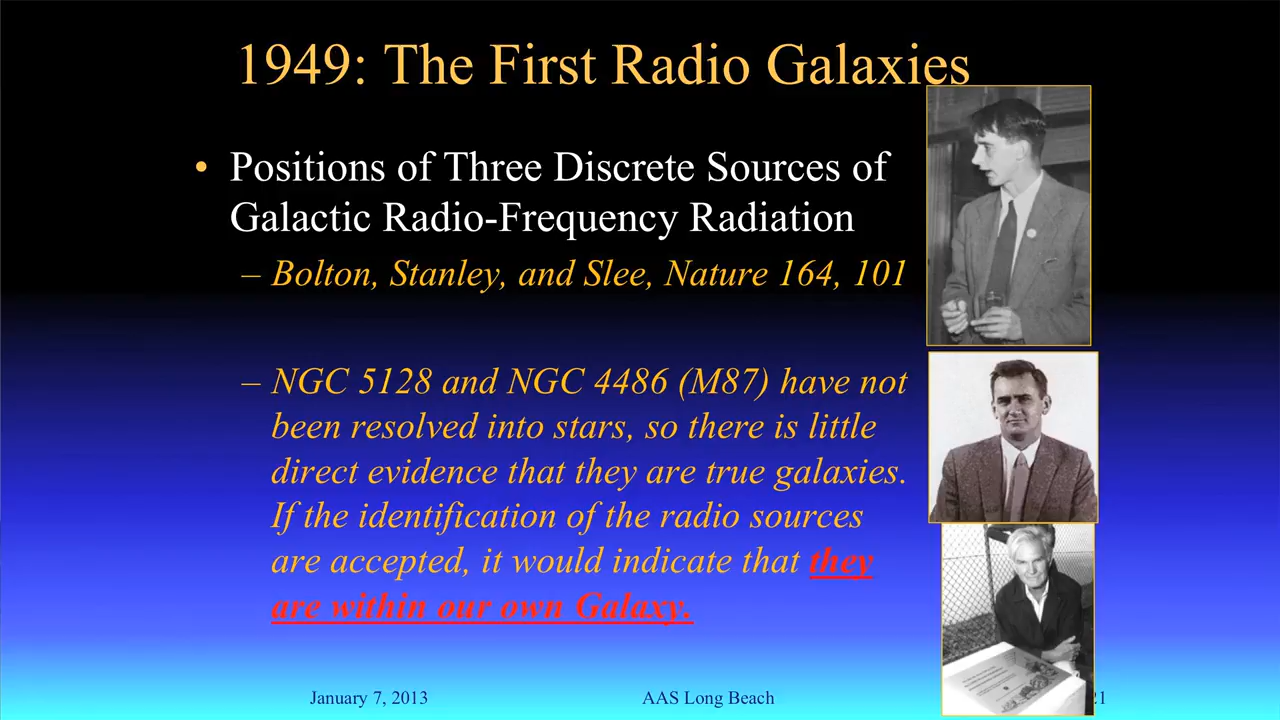 1949: The First Radio Galaxies
• Positions of Three Discrete Sources of
Galactic Radio-Frequency Radiation
– Bolton, Stanley, and Slee, Nature 164, 101
– NGC 5128 and NGC 4486 (M87) have not
been resolved into stars, so there is little
direct evidence that they are true galaxies.
If the identification of the radio sources
are accepted, it would indicate that they
are within our own Galaxy.
January 7, 2013
AAS Long Beach
21